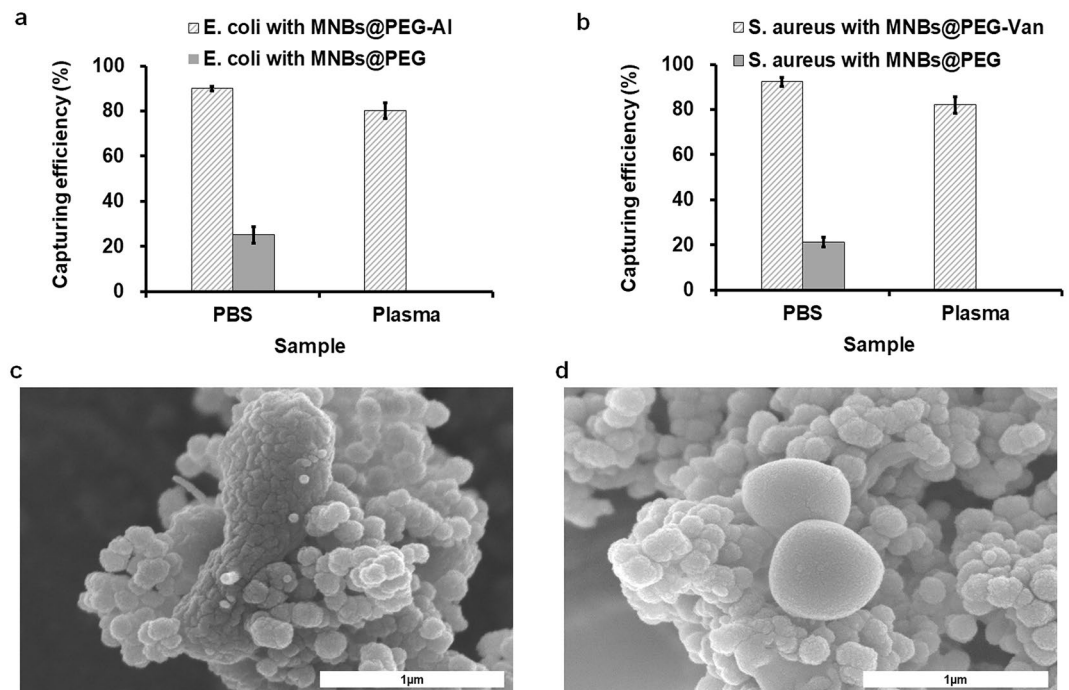 a
E. coli with MNBs@PEG-Al
E. coli with MNBs@PEG
Capturing efficiency (%)
100
80
60
40
20
0
PBS
Plasma
Sample
b
S. aureus with MNBs@PEG-Van
S. aureus with MNBs@PEG
Capturing efficiency (%)
100
80
60
40
20
0
PBS
Plasma
Sample
c
1µm
d
1µm